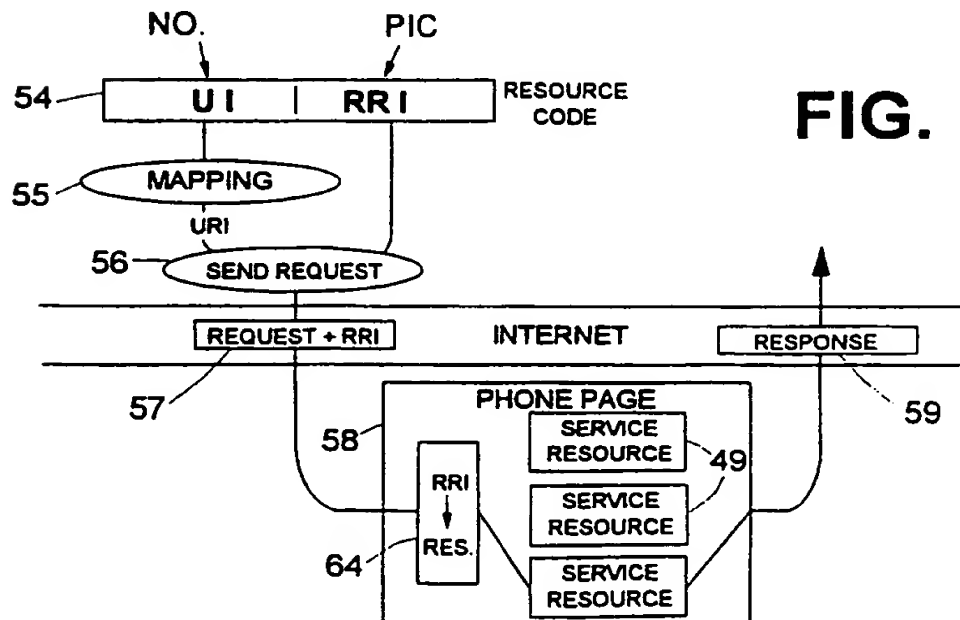 NO.
PIC
54
UI | RRI
RESOURCE
CODE
FIG.
55
MAPPING
URI
56
SEND REQUEST
REQUEST + RRI
INTERNET
RESPONSE
57
59
PHONE PAGE
58
SERVICE
RESOURCE
49
RRI
RES.
64
SERVICE
RESOURCE
SERVICE
RESOURCE